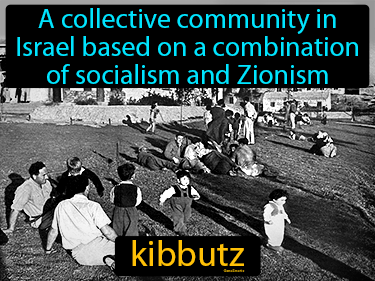 A collective community in
Israel based on a combination
of socialism and Zionism
kibbutz